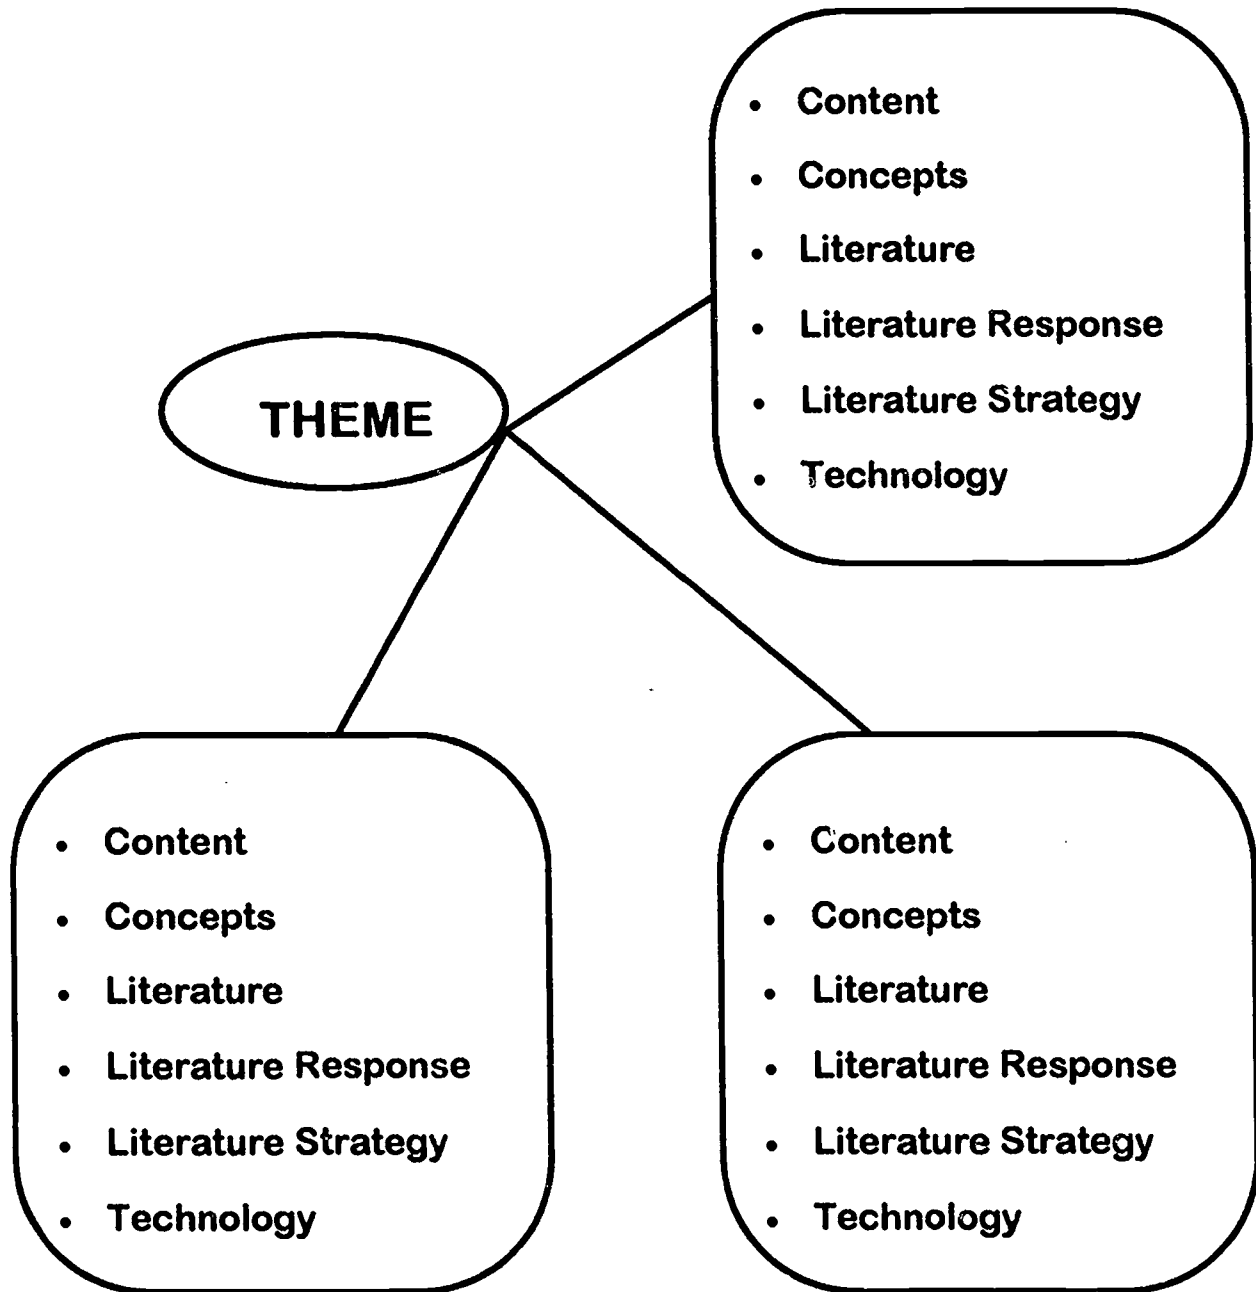 • Content
• Concepts
• Literature
• Literature Response
• Literature Strategy
• Technology
THEME
• Content
• Concepts
• Literature
• Literature Response
• Literature Strategy
• Technology
• Content
• Concepts
• Literature
• Literature Response
• Literature Strategy
• Technology